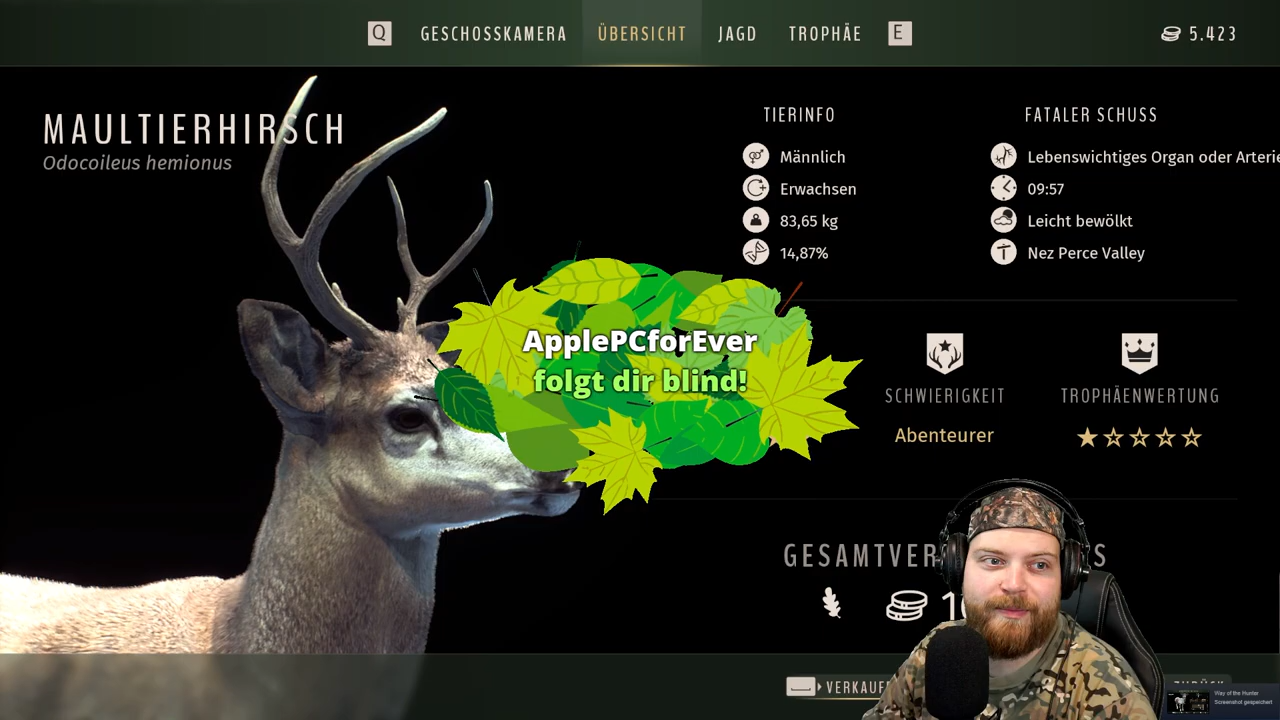 Q GESCHOSSKAMERA ÜBERSICHT JAGD TROPHÄE E 5.423
MAULTIERHIRSCH
Odocoileus hemionus
TIERINFO
Männlich
Erwachsen
83,65 kg
14,87%
FATALER SCHUSS
Lebenswichtiges Organ oder Arterie
09:57
Leicht bewölkt
Nez Perce Valley
ApplePCforEver
folgt dir blind!
SCHWIERIGKEIT
Abenteurer
TROPHÄENWERTUNG
Way of the Hunter
Screenshot gespeichert